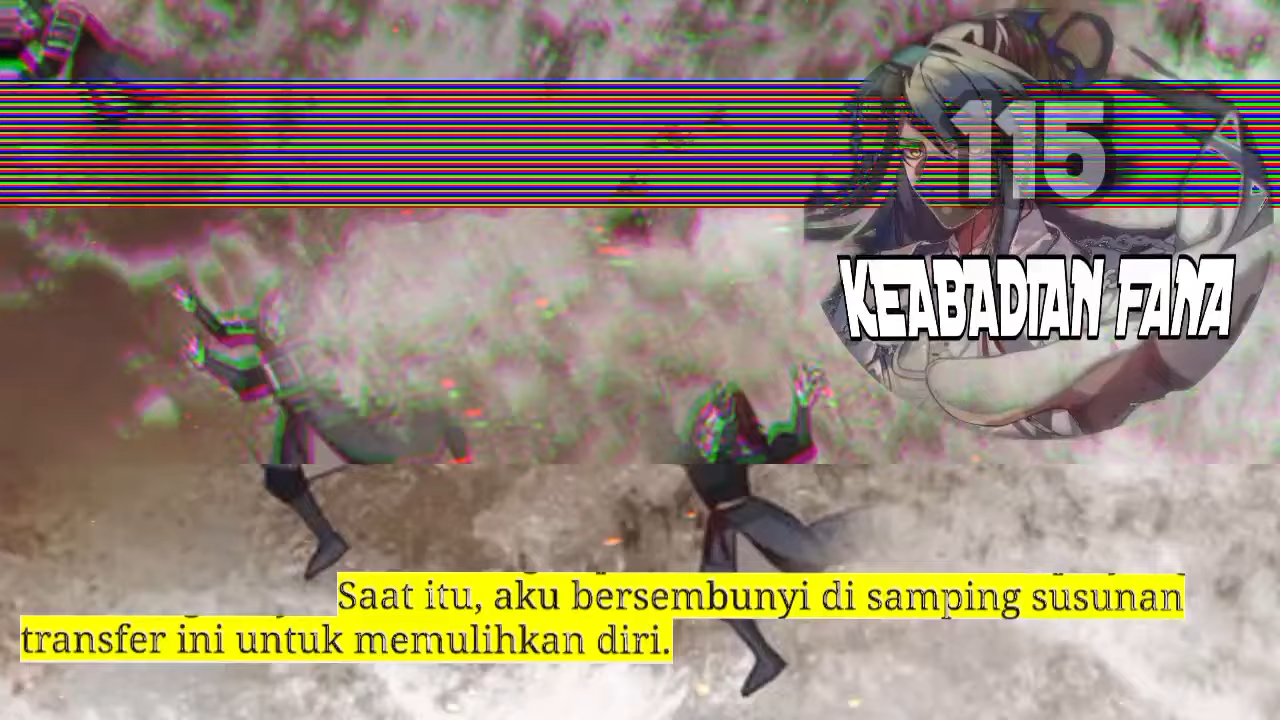 115
KEABADIAN FANA
Saat itu, aku bersembunyi di samping susunan
transfer ini untuk memulihkan diri.